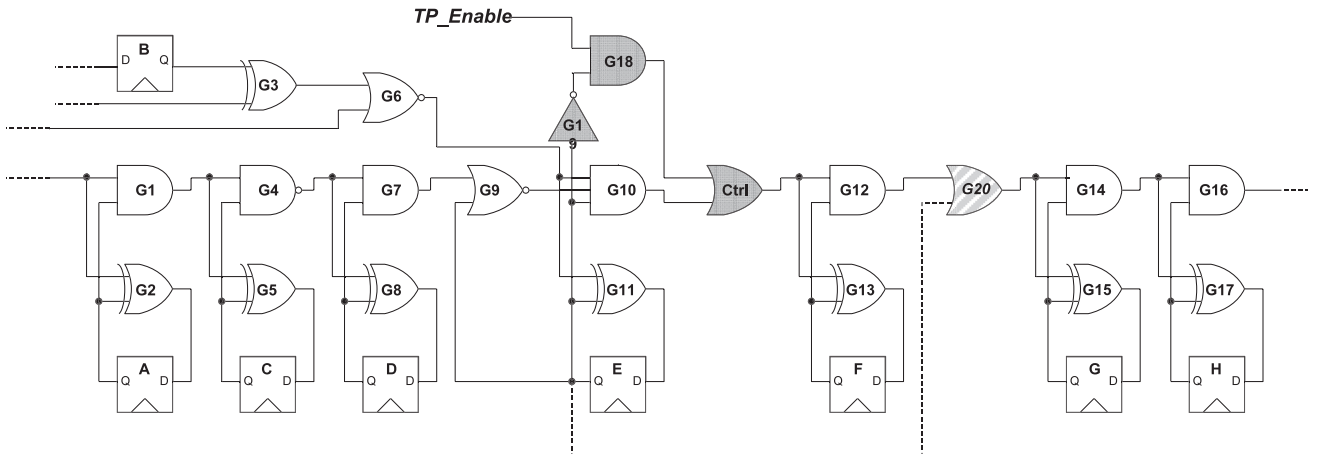 TP_Enable
B
D Q
G3
G6
G18
G1
9
G1
G4
G7
G9
G10
Ctrl
G12
G20
G14
G16
G2
G5
G8
G11
G13
G15
G17
A
Q D
C
Q D
D
Q D
E
Q D
F
Q D
G
Q D
H
Q D